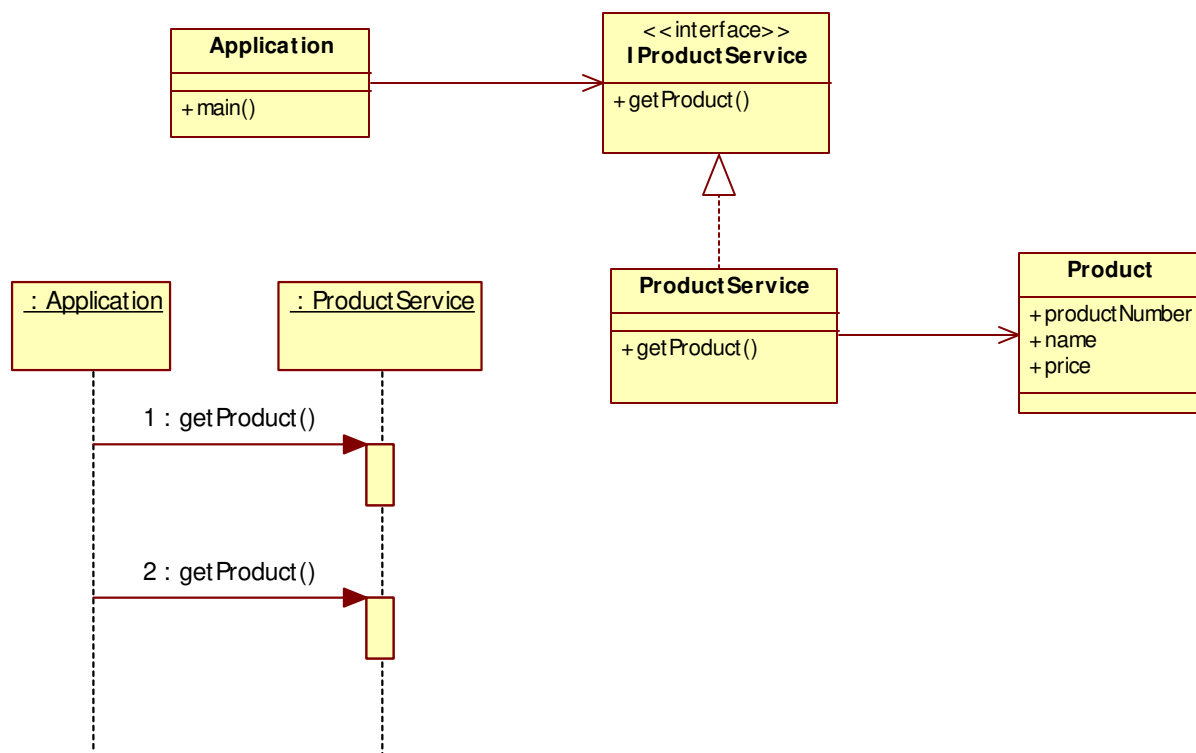 Application
+main()
<<interface>>
IProductService
+getProduct()
ProductService
+getProduct()
Product
+productNumber
+name
+price
: Application
: ProductService
1 : getProduct()
2 : getProduct()